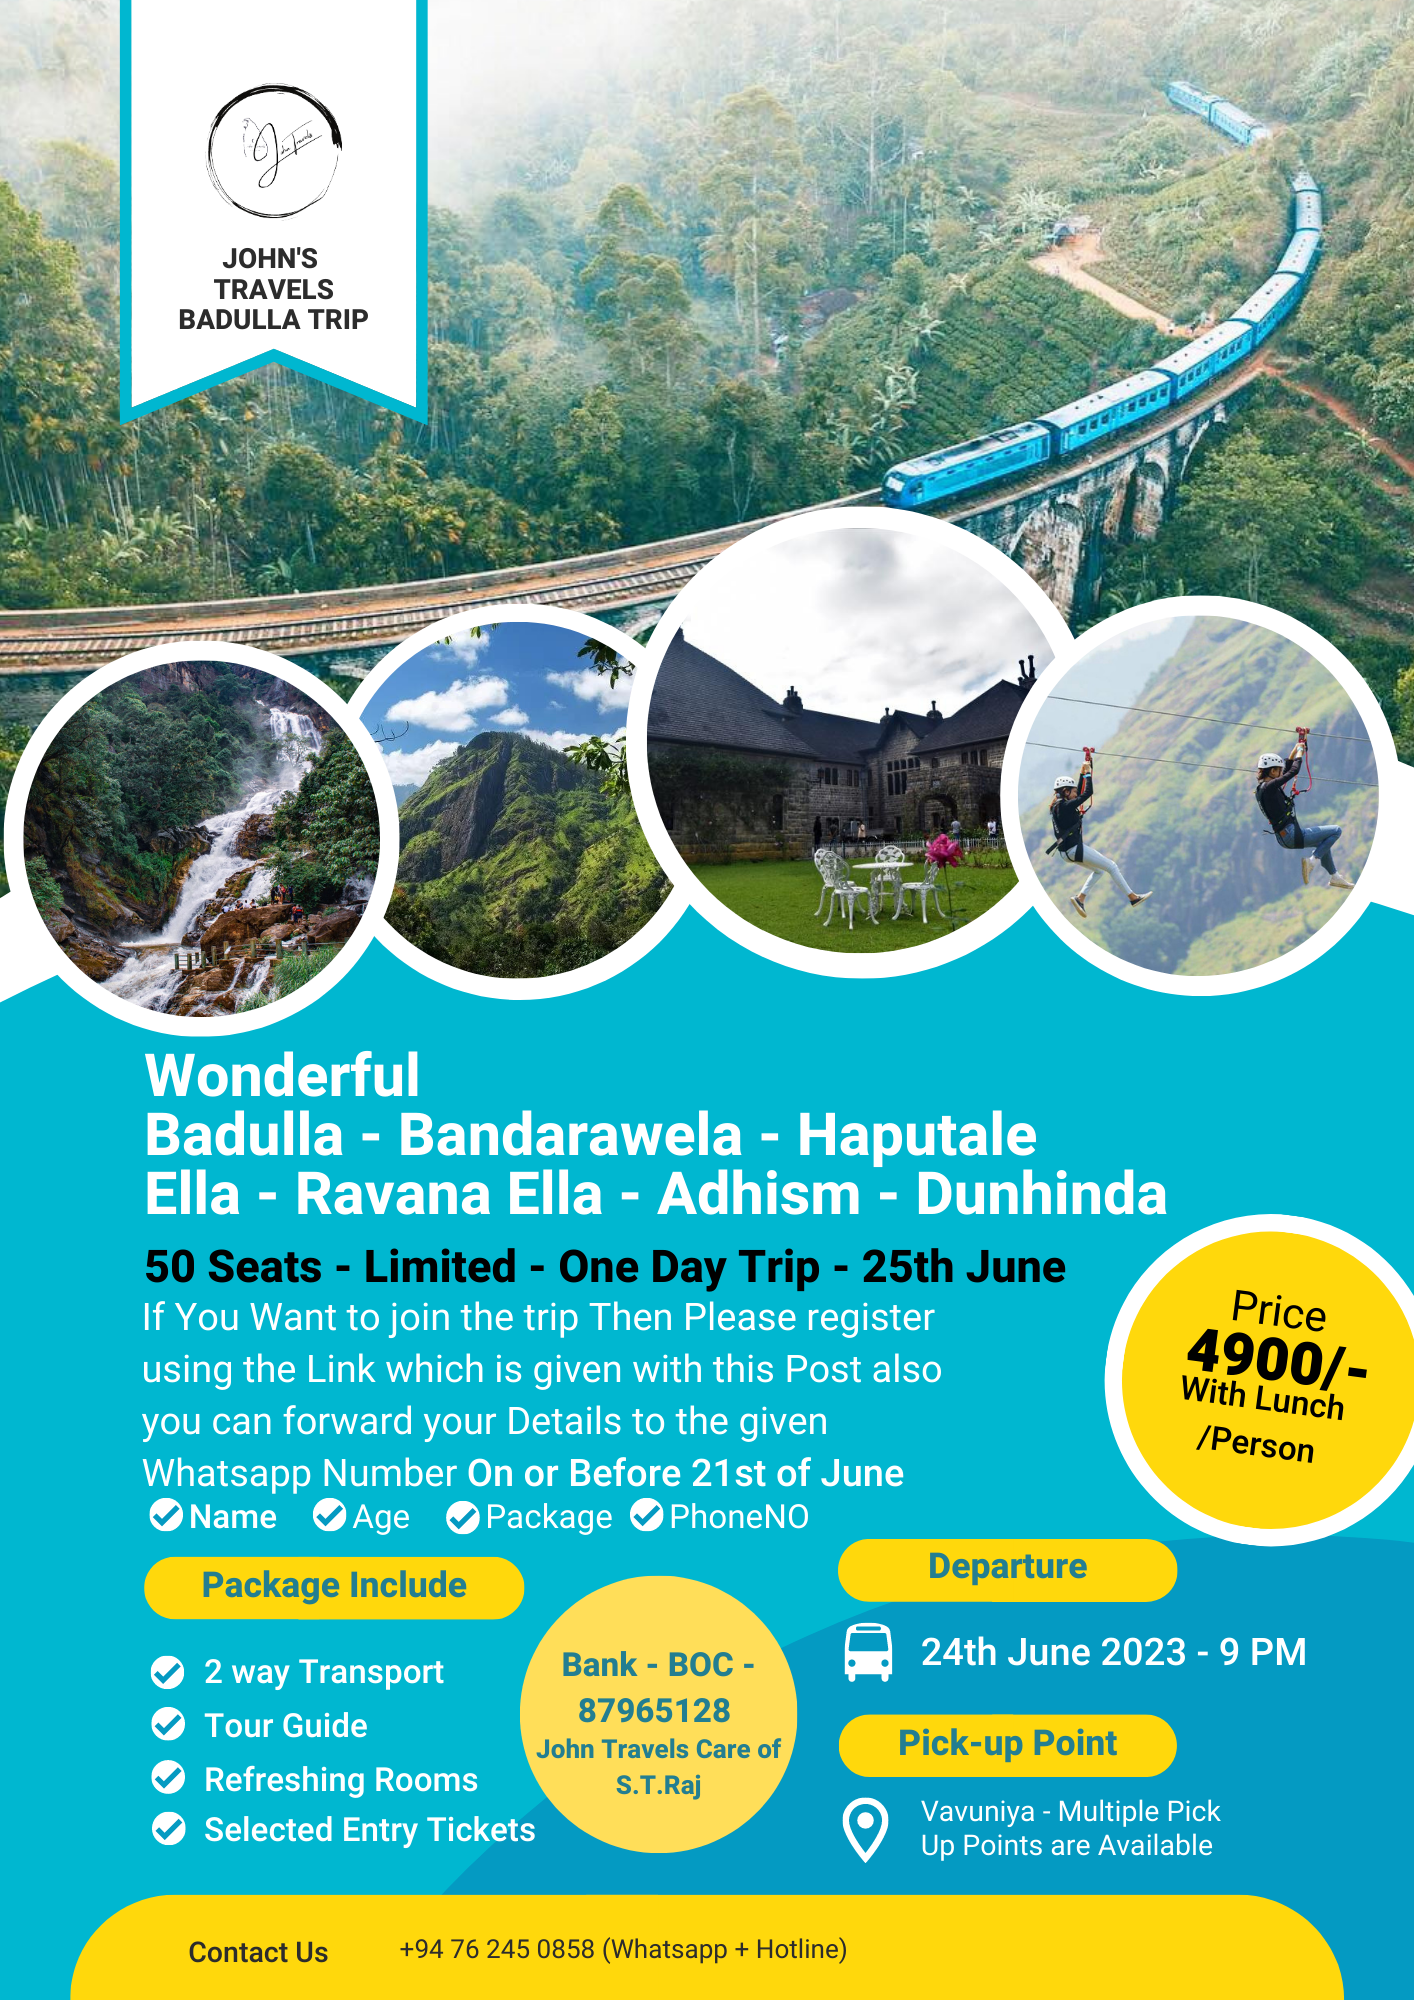 John Travels
JOHN'S
TRAVELS
BADULLA TRIP
Wonderful
Badulla - Bandarawela - Haputale
Ella - Ravana Ella - Adhism - Dunhinda
50 Seats - Limited - One Day Trip - 25th June
If You Want to join the trip Then Please register
using the Link which is given with this Post also
you can forward your Details to the given
Whatsapp Number On or Before 21st of June
Name Age Package PhoneNO
Price
4900/-
With Lunch
/Person
Package Include
2 way Transport
Tour Guide
Refreshing Rooms
Selected Entry Tickets
Bank - BOC -
87965128
John Travels Care of
S.T.Raj
Departure
24th June 2023 - 9 PM
Pick-up Point
Vavuniya - Multiple Pick
Up Points are Available
Contact Us +94 76 245 0858 (Whatsapp + Hotline)